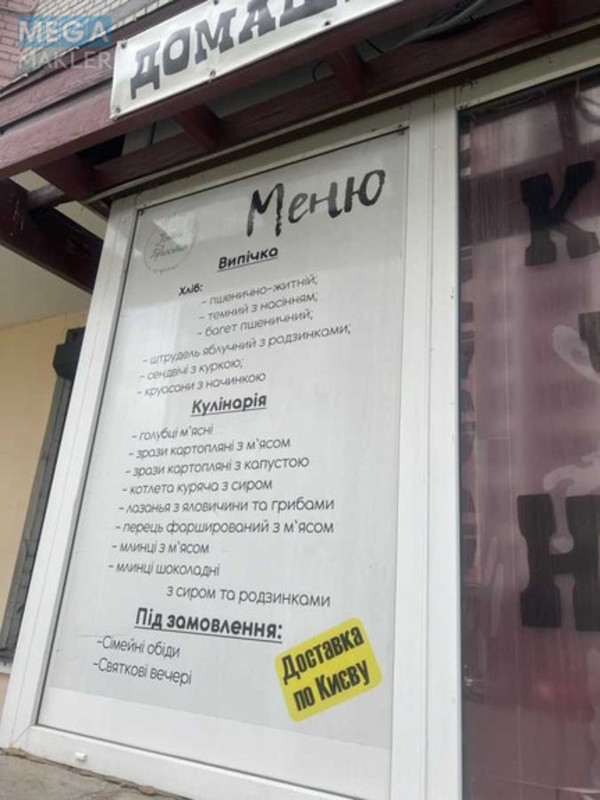 MEGA
MAKLER
ДОМАШ
Меню
Випічка
Хліб:
- пшенично-житній;
- темний з насінням;
- багет пшеничний;
- штрудель яблучний з родзинками;
- сендвічі з куркою;
- круасани з начинкою
Кулінарія
- голубці м'ясні
- зрази картопляні з м'ясом
- зрази картопляні з капустою
- котлета куряча з сиром
- лазанья з яловичини та грибами
- перець фарширований з м'ясом
- млинці з м'ясом
- млинці шоколадні
з сиром та родзинками
Під замовлення:
-Сімейні обіди
-Святкові вечері
Доставка
по Києву
К
Н